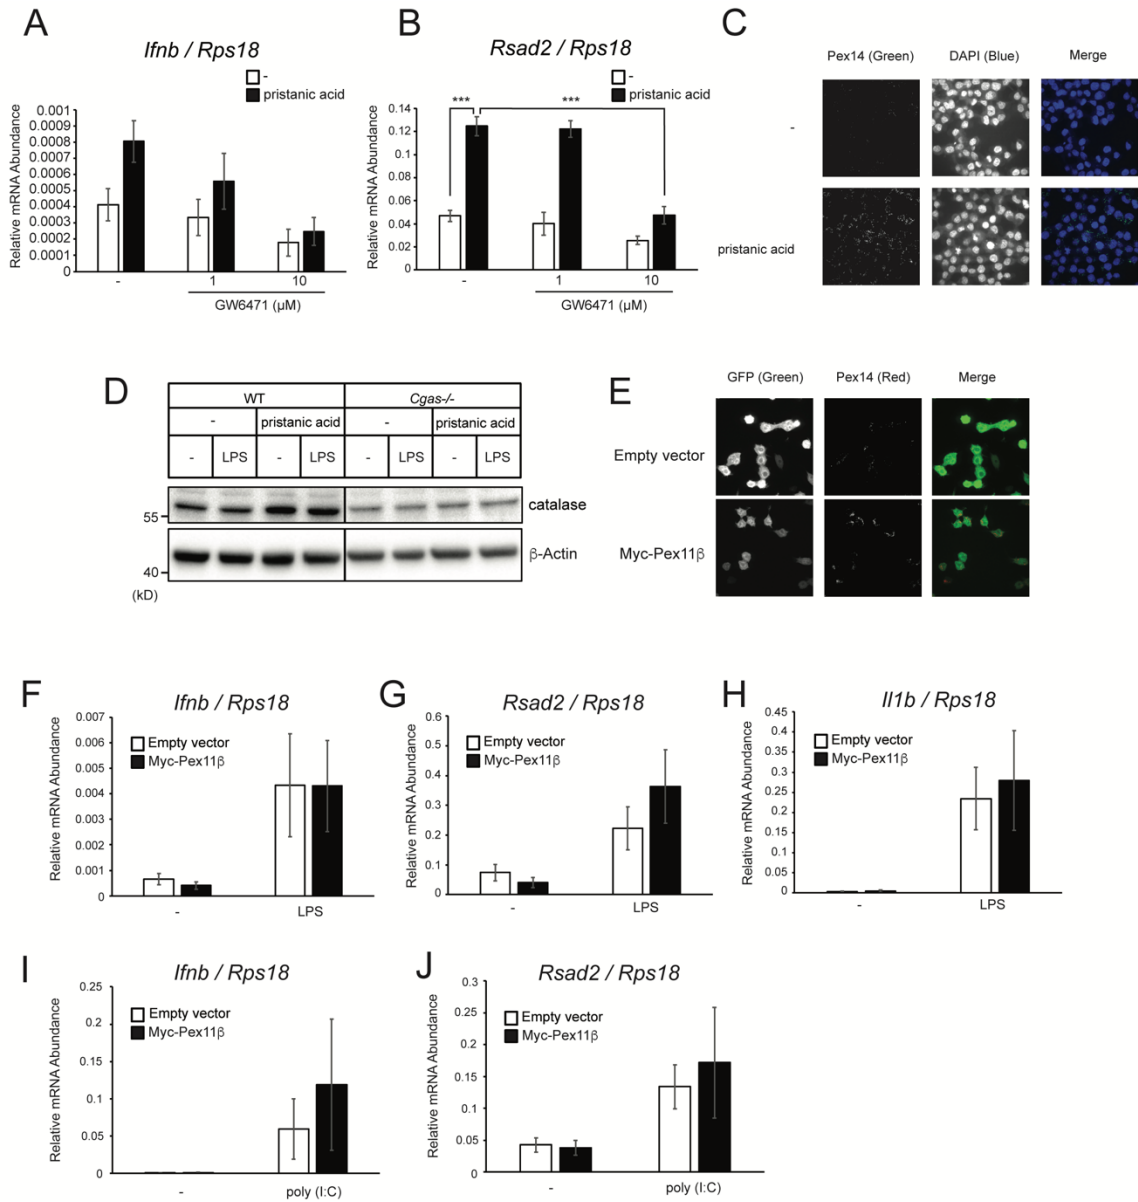 A
Ifnb / Rps18
-
pristanic acid
Relative mRNA Abundance
0.001
0.0009
0.0008
0.0007
0.0006
0.0005
0.0004
0.0003
0.0002
0.0001
0
-
1
10
GW6471 (µM)
B
Rsad2 / Rps18
-
pristanic acid
Relative mRNA Abundance
0.14
0.12
0.1
0.08
0.06
0.04
0.02
0
***
***
-
1
10
GW6471 (µM)
C
Pex14 (Green)
DAPI (Blue)
Merge
-
pristanic acid
D
WT
Cgas-/-
-
pristanic acid
-
pristanic acid
-
LPS
-
LPS
-
LPS
-
LPS
catalase
55
β-Actin
40
(kD)
E
GFP (Green)
Pex14 (Red)
Merge
Empty vector
Myc-Pex11β
F
Ifnb / Rps18
Empty vector
Myc-Pex11β
Relative mRNA Abundance
0.007
0.006
0.005
0.004
0.003
0.002
0.001
0
-
LPS
G
Rsad2 / Rps18
Empty vector
Myc-Pex11β
Relative mRNA Abundance
0.6
0.5
0.4
0.3
0.2
0.1
0
-
LPS
H
Il1b / Rps18
Empty vector
Myc-Pex11β
Relative mRNA Abundance
0.45
0.4
0.35
0.3
0.25
0.2
0.15
0.1
0.05
0
-
LPS
I
Ifnb / Rps18
Empty vector
Myc-Pex11β
Relative mRNA Abundance
0.25
0.2
0.15
0.1
0.05
0
-
poly (I:C)
J
Rsad2 / Rps18
Empty vector
Myc-Pex11β
Relative mRNA Abundance
0.3
0.25
0.2
0.15
0.1
0.05
0
-
poly (I:C)